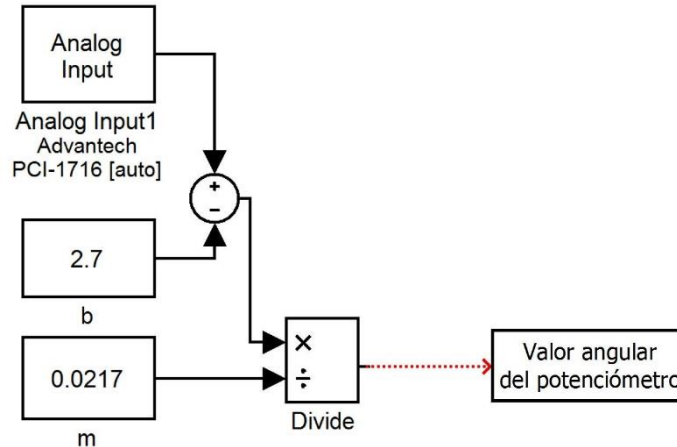 Analog
Input
Analog Input1
Advantech
PCI-1716 [auto]
+
−
2.7
b
0.0217
m
×
÷
Divide
Valor angular
del potenciómetro